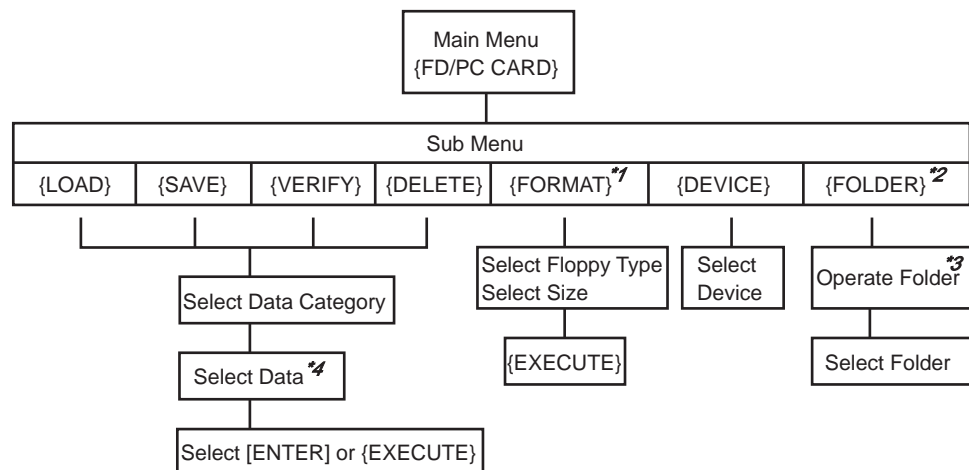 Main Menu
{FD/PC CARD}
Sub Menu
{LOAD} {SAVE} {VERIFY} {DELETE} {FORMAT}*1 {DEVICE} {FOLDER}*2
Select Data Category
Select Floppy Type
Select Size
Select
Device
Operate Folder*3
Select Data*4
{EXECUTE}
Select Folder
Select [ENTER] or {EXECUTE}